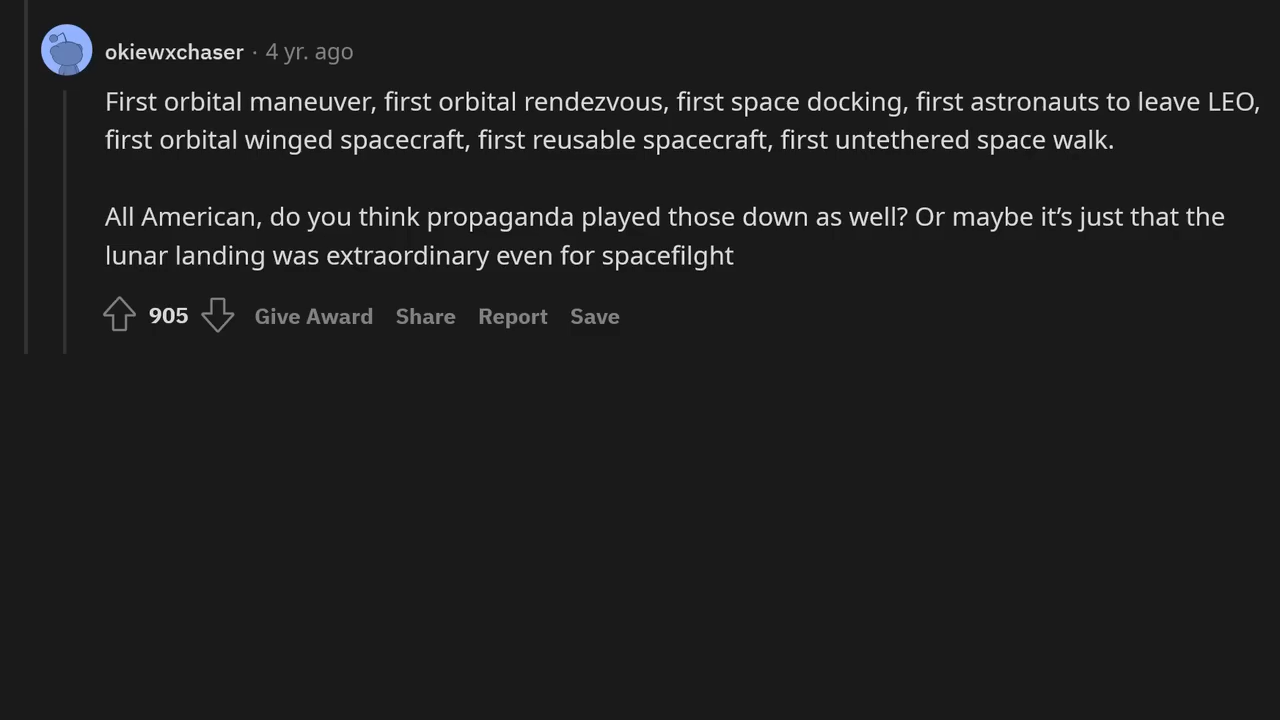 okiewxchaser · 4 yr. ago
First orbital maneuver, first orbital rendezvous, first space docking, first astronauts to leave LEO,
first orbital winged spacecraft, first reusable spacecraft, first untethered space walk.
All American, do you think propaganda played those down as well? Or maybe it’s just that the
lunar landing was extraordinary even for spacefilght
905 Give Award Share Report Save